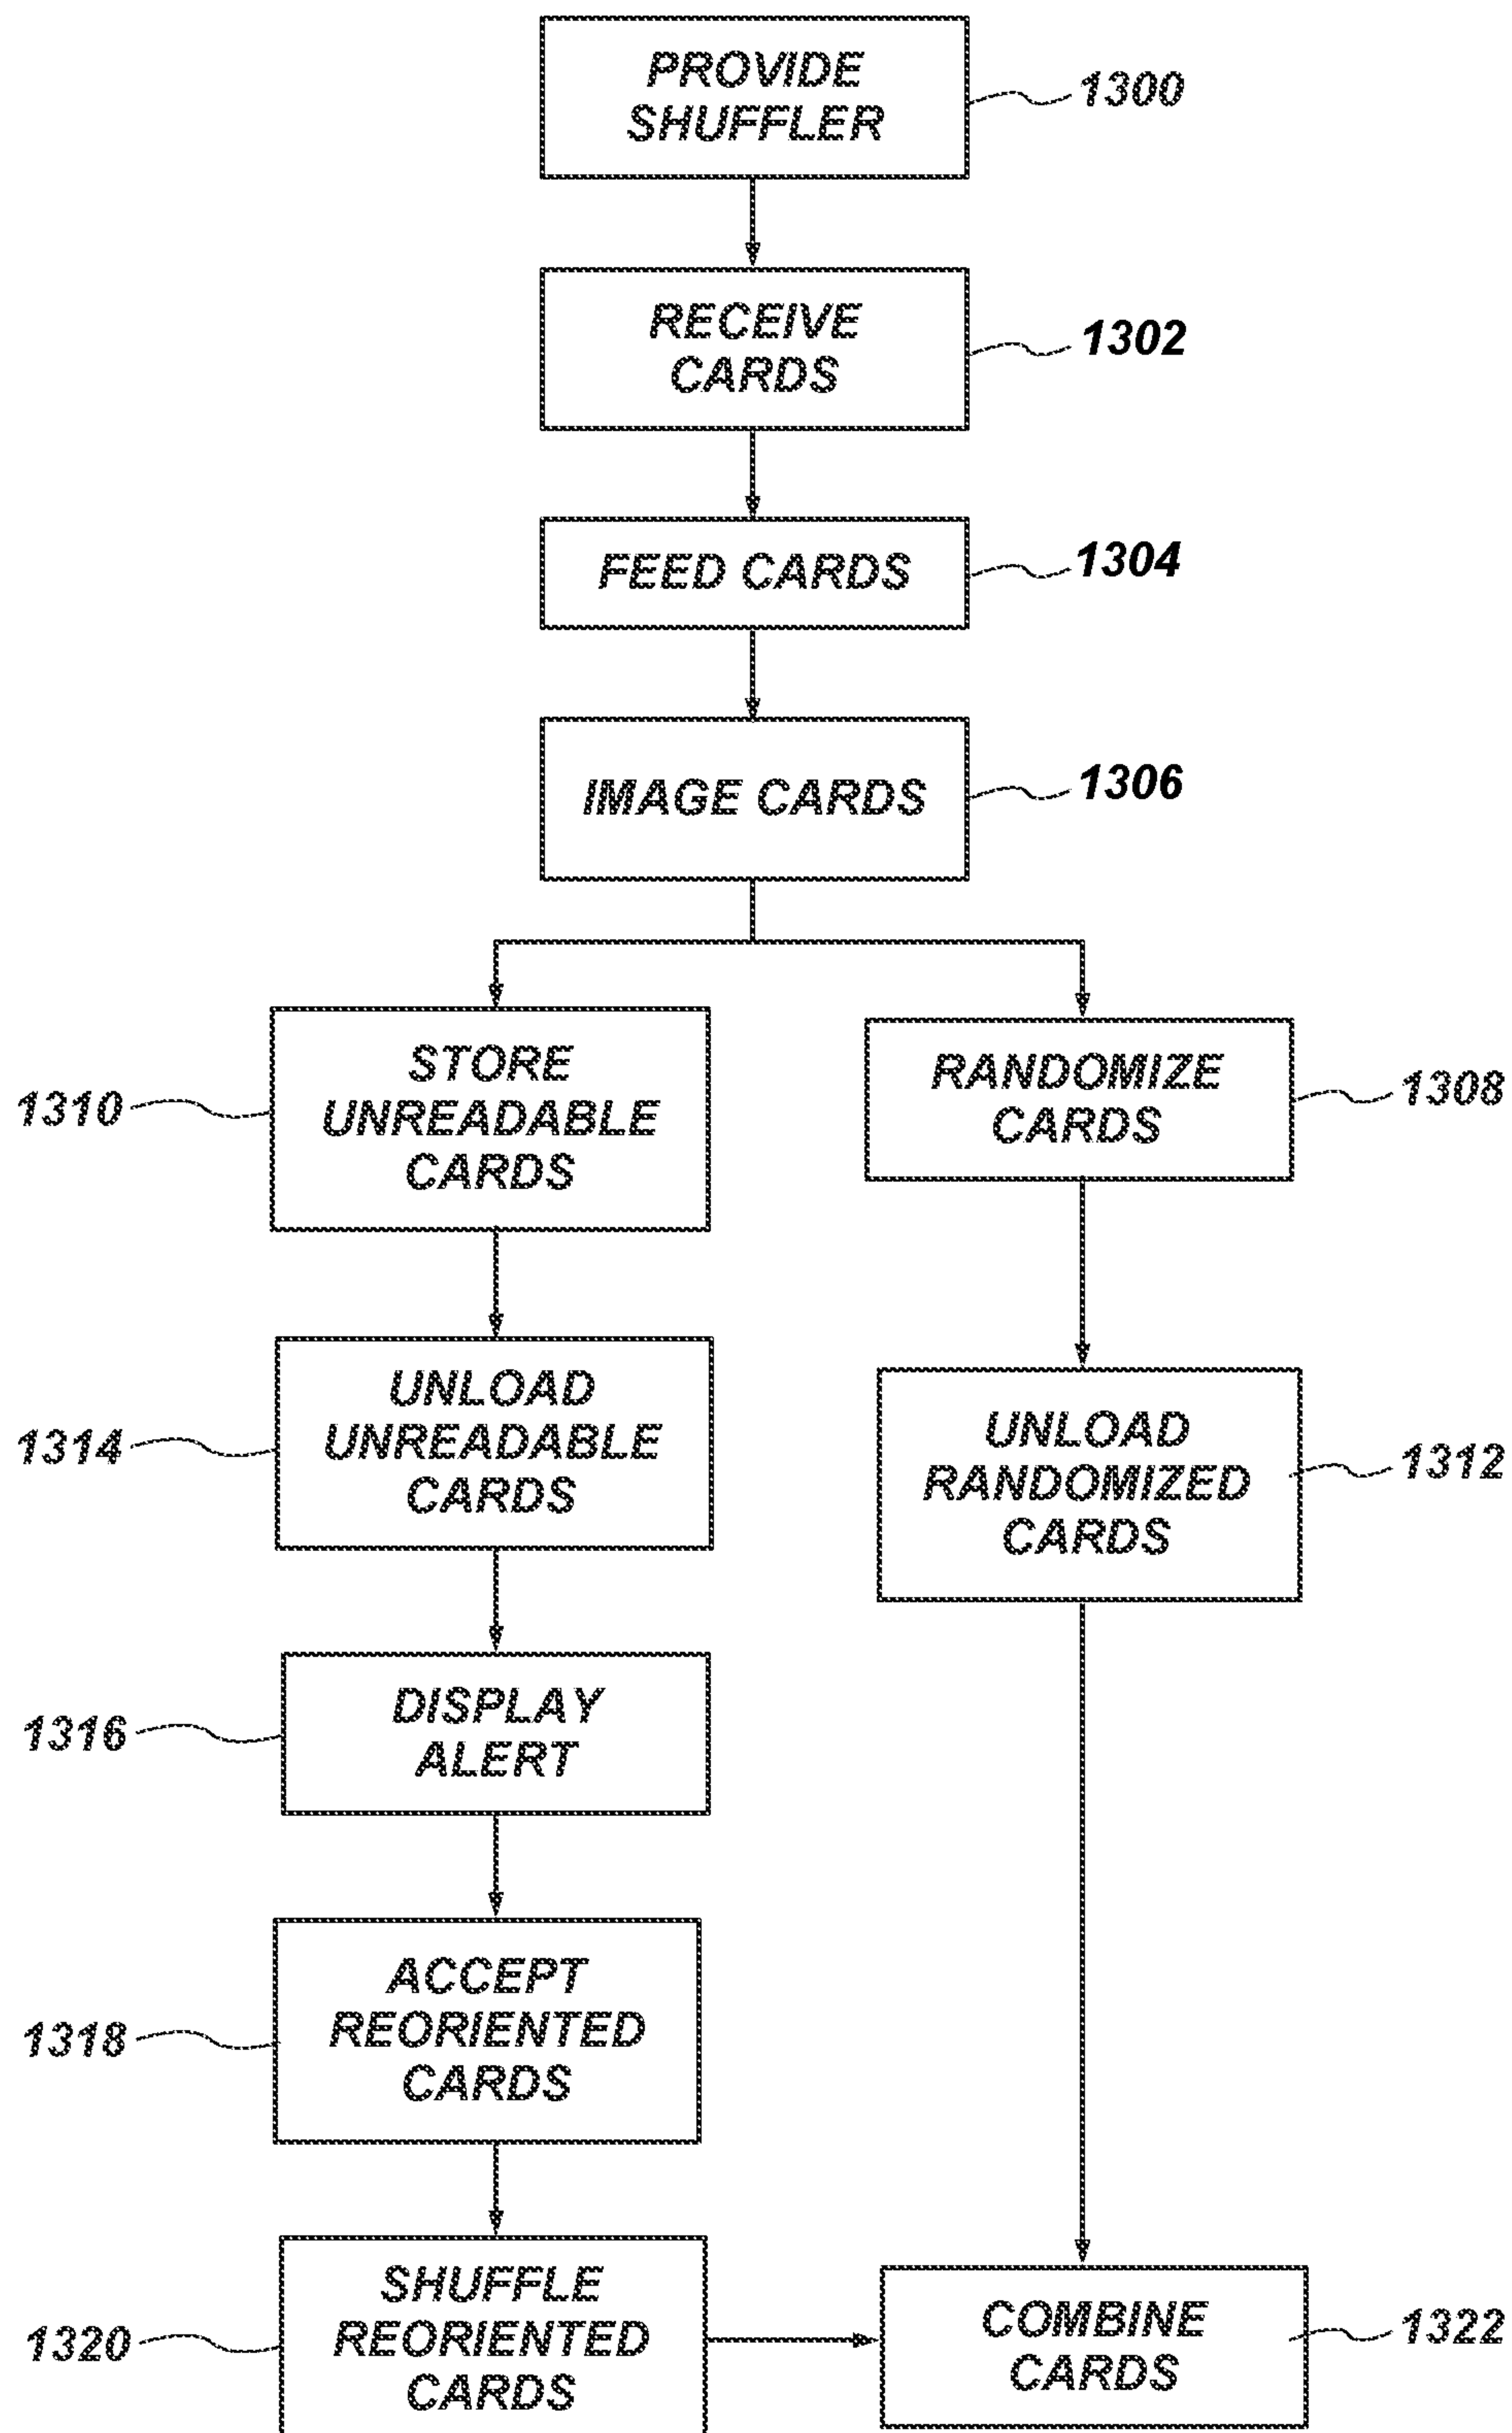 PROVIDE
SHUFFLER
1300
RECEIVE
CARDS
1302
FEED CARDS
1304
IMAGE CARDS
1306
STORE
UNREADABLE
CARDS
1310
RANDOMIZE
CARDS
1308
UNLOAD
UNREADABLE
CARDS
1314
UNLOAD
RANDOMIZED
CARDS
1312
DISPLAY
ALERT
1316
ACCEPT
REORIENTED
CARDS
1318
SHUFFLE
REORIENTED
CARDS
1320
COMBINE
CARDS
1322